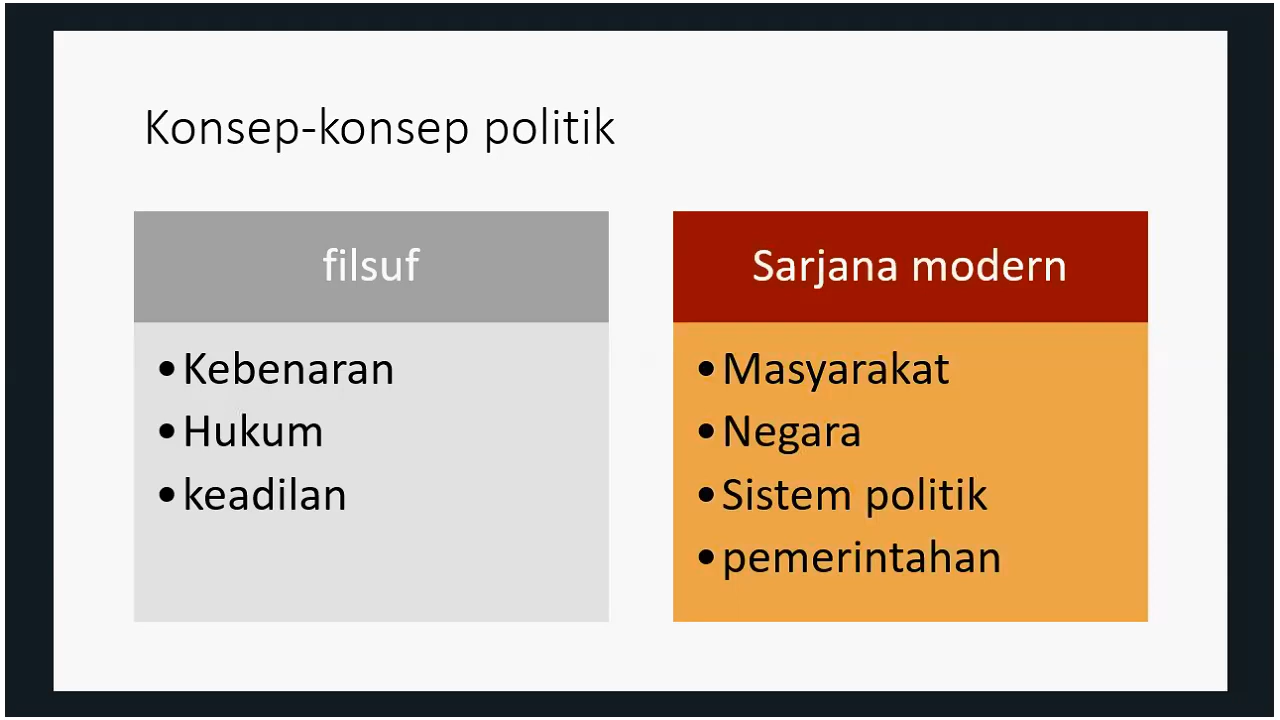 Konsep-konsep politik
filsuf
•Kebenaran
•Hukum
•keadilan
Sarjana modern
•Masyarakat
•Negara
•Sistem politik
•pemerintahan